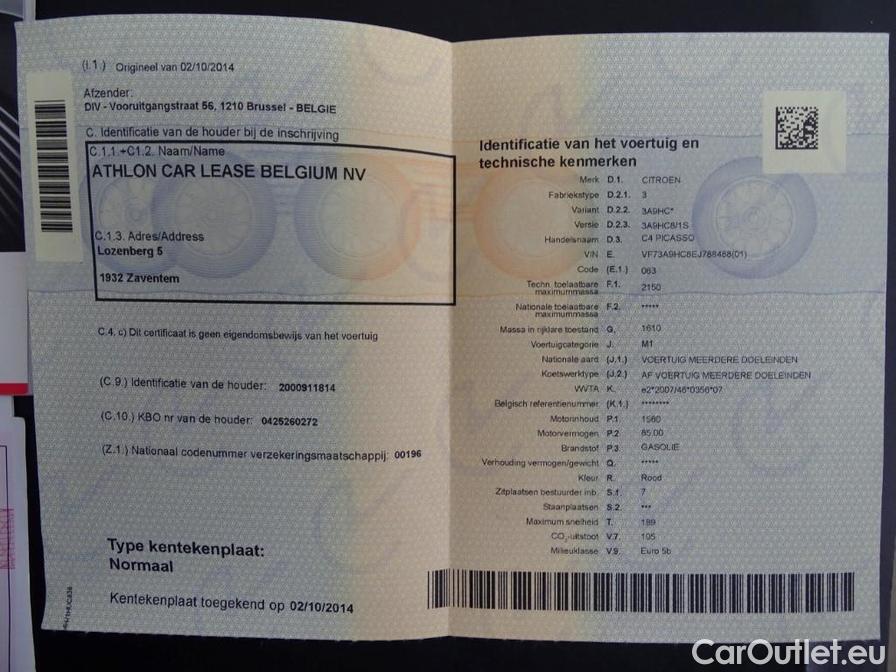 (I.1.) Origineel van 02/10/2014
Afzender:
DIV - Vooruitgangstraat 56, 1210 Brussel - BELGIE
C. Identificatie van de houder bij de inschrijving
C.1.1.+C1.2. Naam/Name
ATHLON CAR LEASE BELGIUM NV
C.1.3. Adres/Address
Lozenberg 5
1932 Zaventem
C.4. c) Dit certificaat is geen eigendomsbewijs van het voertuig
(C.9.) Identificatie van de houder: 2000911814
(C.10.) KBO nr van de houder: 0425260272
(Z.1.) Nationaal codenummer verzekeringsmaatschappij: 00196
Type kentekenplaat:
Normaal
Kentekenplaat toegekend op 02/10/2014
Identificatie van het voertuig en
technische kenmerken
Merk D.1. CITROEN
Fabriekstype D.2.1. 3
Variant D.2.2. 3A9HC*
Versie D.2.3. 3A9HC8/1S
Handelsnaam D.3. C4 PICASSO
VIN E. VF73A9HC8EJ788468(01)
Code (E.1.) 063
Techn. toelaatbare F.1. 2150
maximummassa
Nationale toelaatbare F.2. *****
maximummassa
Massa in rijklare toestand G. 1610
Voertuigcategorie J. M1
Nationale aard (J.1.) VOERTUIG MEERDERE DOELEINDEN
Koetswerktype (J.2.) AF VOERTUIG MEERDERE DOELEINDEN
WVTA K. e2*2007/46*0356*07
Belgisch referentienummer (K.1.) ********
Motorinhoud P.1. 1560
Motorvermogen P.2. 85.00
Brandstof P.3. GASOLIE
Verhouding vermogen/gewicht Q. *****
Kleur R. Rood
Zitplaatsen bestuurder inb. S.1. 7
Staanplaatsen S.2. ***
Maximum snelheid T. 189
CO₂-uitstoot V.7. 105
Milieuklasse V.9. Euro 5b
CarOutlet.eu